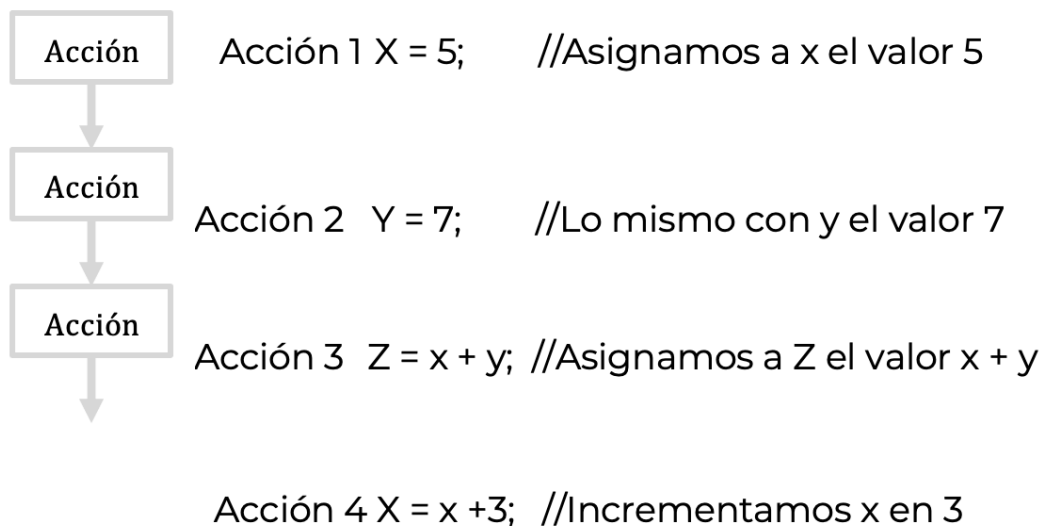 Acción
Acción 1 X = 5; //Asignamos a x el valor 5
Acción
Acción 2 Y = 7; //Lo mismo con y el valor 7
Acción
Acción 3 Z = x + y; //Asignamos a Z el valor x + y
Acción 4 X = x +3; //Incrementamos x en 3